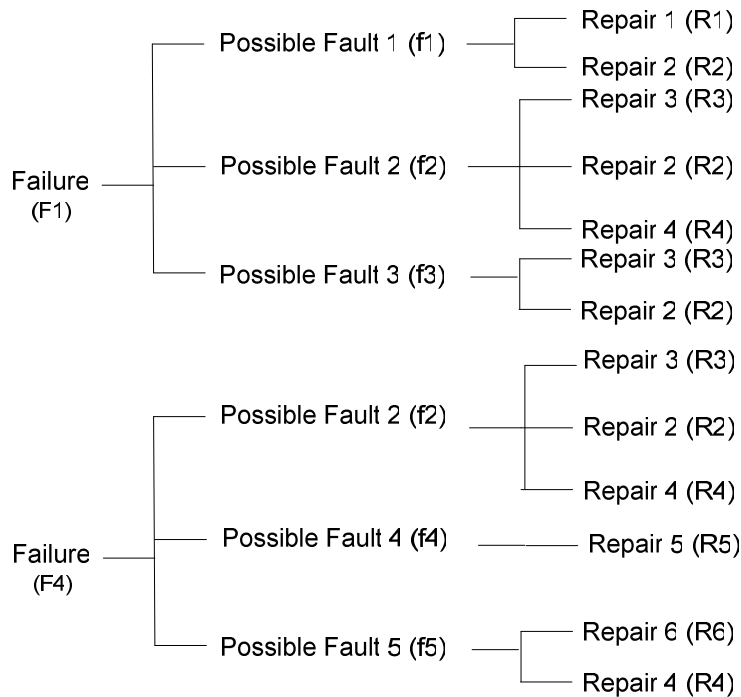 Possible Fault 1 (f1)
Repair 1 (R1)
Repair 2 (R2)
Failure
(F1)
Possible Fault 2 (f2)
Repair 3 (R3)
Repair 2 (R2)
Repair 4 (R4)
Possible Fault 3 (f3)
Repair 3 (R3)
Repair 2 (R2)
Failure
(F4)
Possible Fault 2 (f2)
Repair 3 (R3)
Repair 2 (R2)
Repair 4 (R4)
Possible Fault 4 (f4)
Repair 5 (R5)
Possible Fault 5 (f5)
Repair 6 (R6)
Repair 4 (R4)